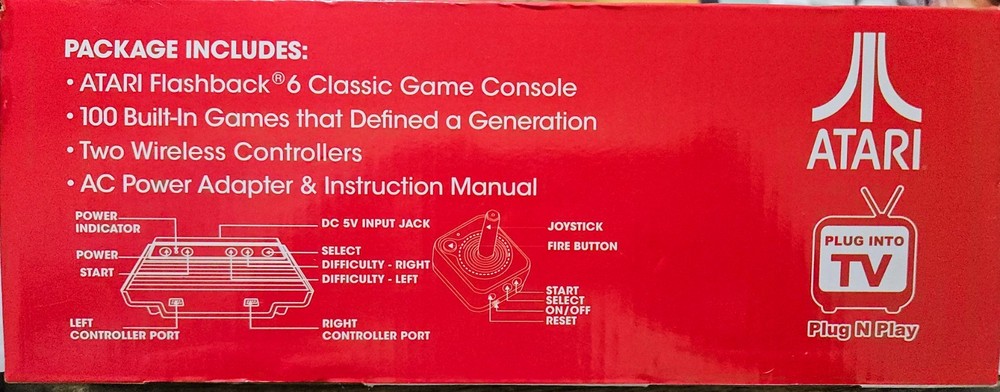 PACKAGE INCLUDES:
• ATARI Flashback® 6 Classic Game Console
• 100 Built-In Games that Defined a Generation
• Two Wireless Controllers
• AC Power Adapter & Instruction Manual
POWER
INDICATOR
POWER
START
LEFT
CONTROLLER PORT
DC 5V INPUT JACK
SELECT
DIFFICULTY - RIGHT
DIFFICULTY - LEFT
RIGHT
CONTROLLER PORT
JOYSTICK
FIRE BUTTON
START
SELECT
ON/OFF
RESET
ATARI
PLUG INTO
TV
Plug N Play